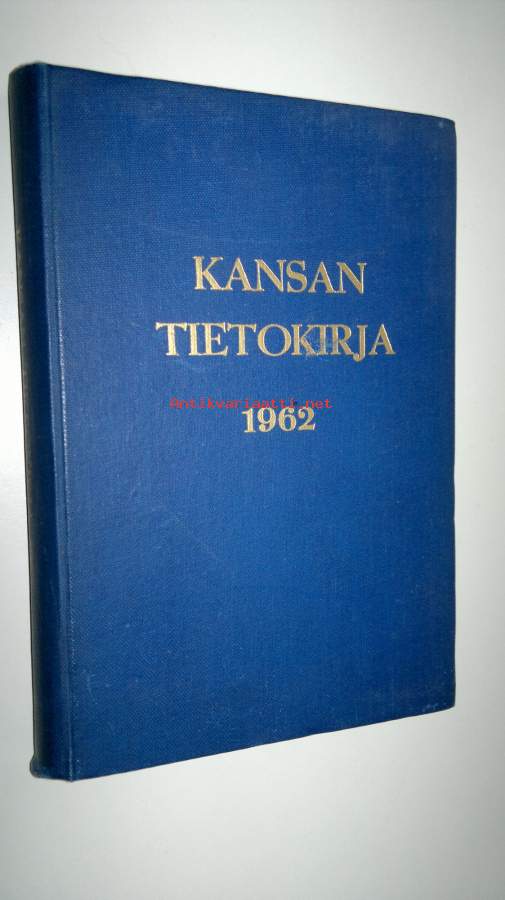 KANSAN
TIETOKIRJA
Antikvariaatti.net
1962